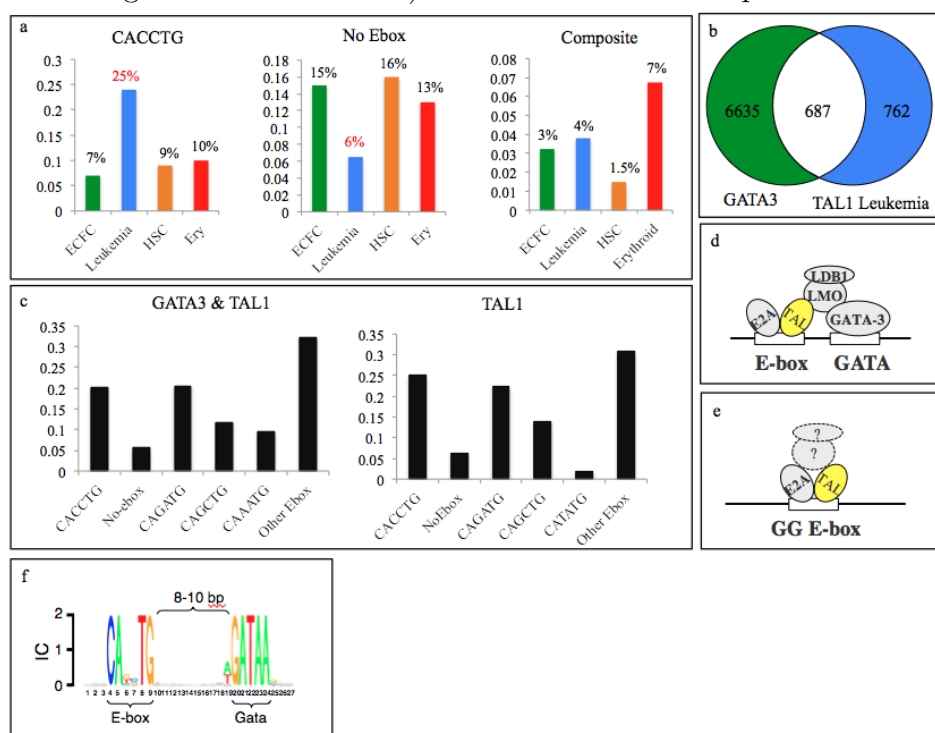 a
CACCTG
0.3
0.25
0.2
0.15
0.1
0.05
0
7%
25%
9%
10%
ECFC
Leukemia
HSC
Ery
No Ebox
0.18
0.16
0.14
0.12
0.1
0.08
0.06
0.04
0.02
0
15%
6%
16%
13%
ECFC
Leukemia
HSC
Ery
Composite
0.08
0.07
0.06
0.05
0.04
0.03
0.02
0.01
0
3%
4%
1.5%
7%
ECFC
Leukemia
HSC
Erythroid
b
6635
687
762
GATA3
TAL1 Leukemia
c
GATA3 & TAL1
0.35
0.3
0.25
0.2
0.15
0.1
0.05
0
CACCTG
No-ebox
CAGATG
CAGCTG
CAAATG
Other Ebox
TAL1
0.35
0.3
0.25
0.2
0.15
0.1
0.05
0
CACCTG
NoEbox
CAGATG
CAGCTG
CATATG
Other Ebox
d
LDB1
LMO
E2A
TAL
GATA-3
E-box GATA
e
?
?
E2A
TAL
GG E-box
f
8-10 bp
2
1
0
IC
CA TG GATAA
1 2 3 4 5 6 7 8 9 10 11 12 13 14 15 16 17 18 19 20 21 22 23 24 25 26 27
E-box Gata